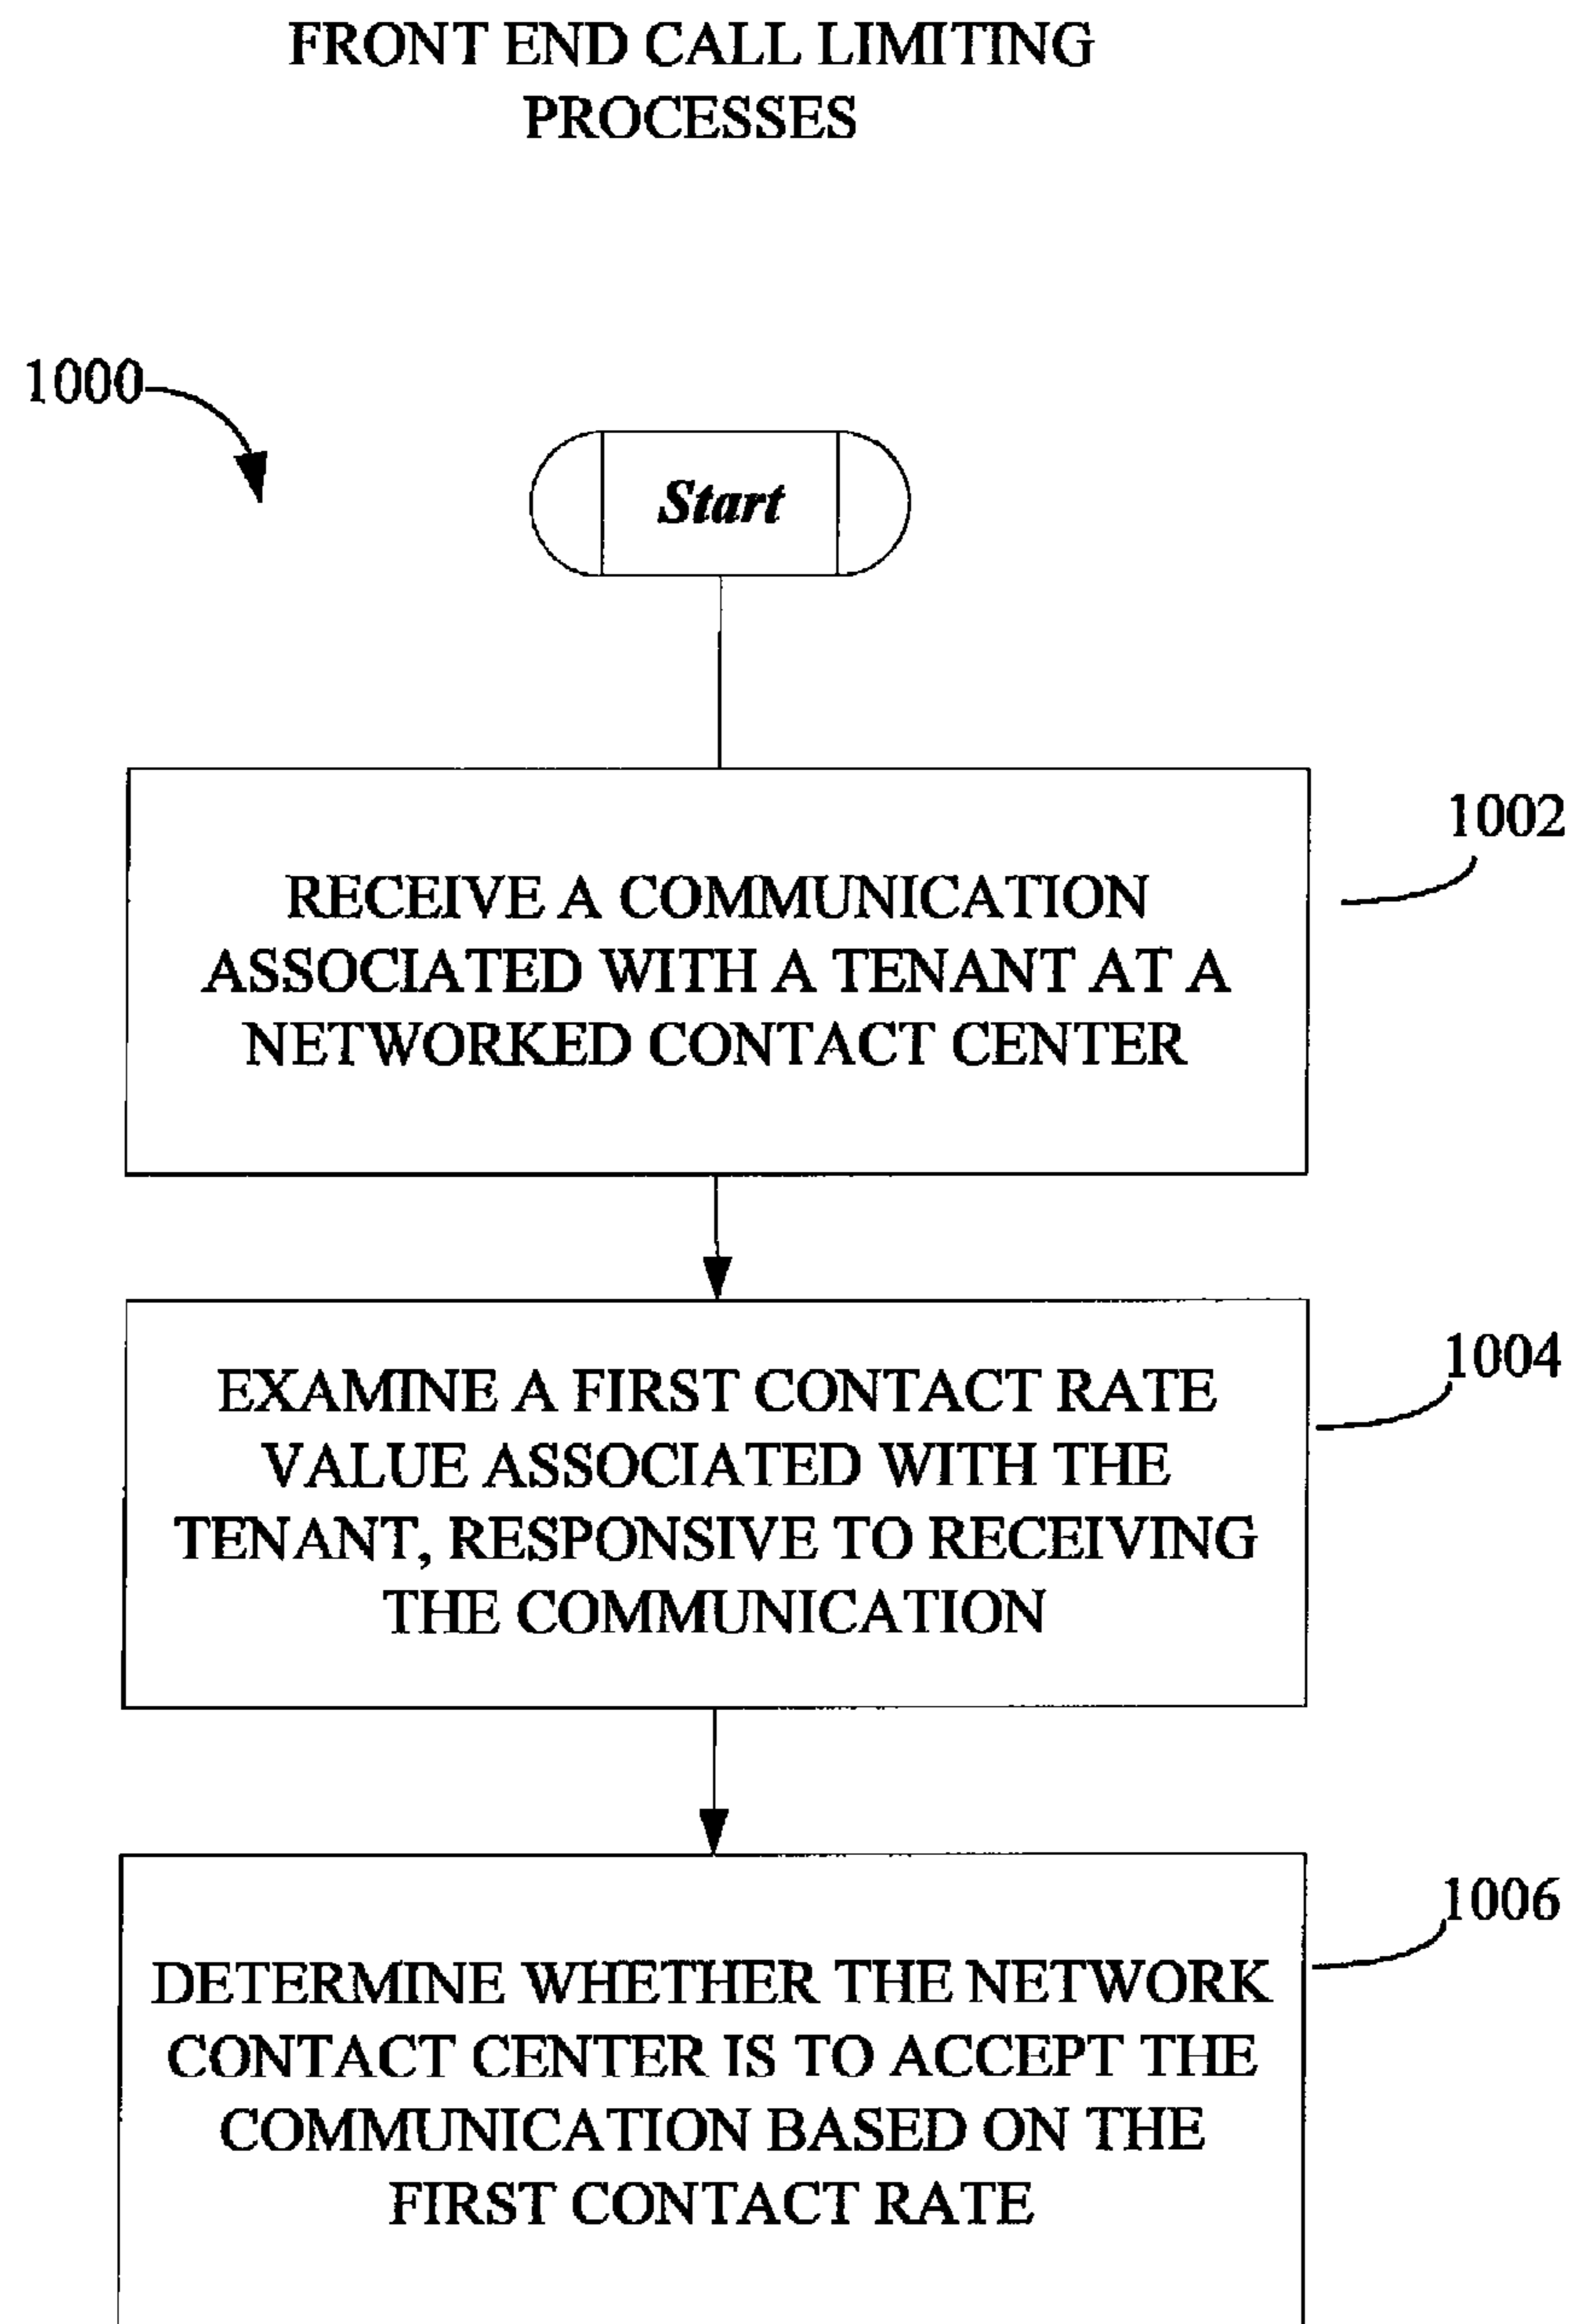 FRONT END CALL LIMITING
PROCESSES
1000
Start
1002
RECEIVE A COMMUNICATION
ASSOCIATED WITH A TENANT AT A
NETWORKED CONTACT CENTER
1004
EXAMINE A FIRST CONTACT RATE
VALUE ASSOCIATED WITH THE
TENANT, RESPONSIVE TO RECEIVING
THE COMMUNICATION
1006
DETERMINE WHETHER THE NETWORK
CONTACT CENTER IS TO ACCEPT THE
COMMUNICATION BASED ON THE
FIRST CONTACT RATE